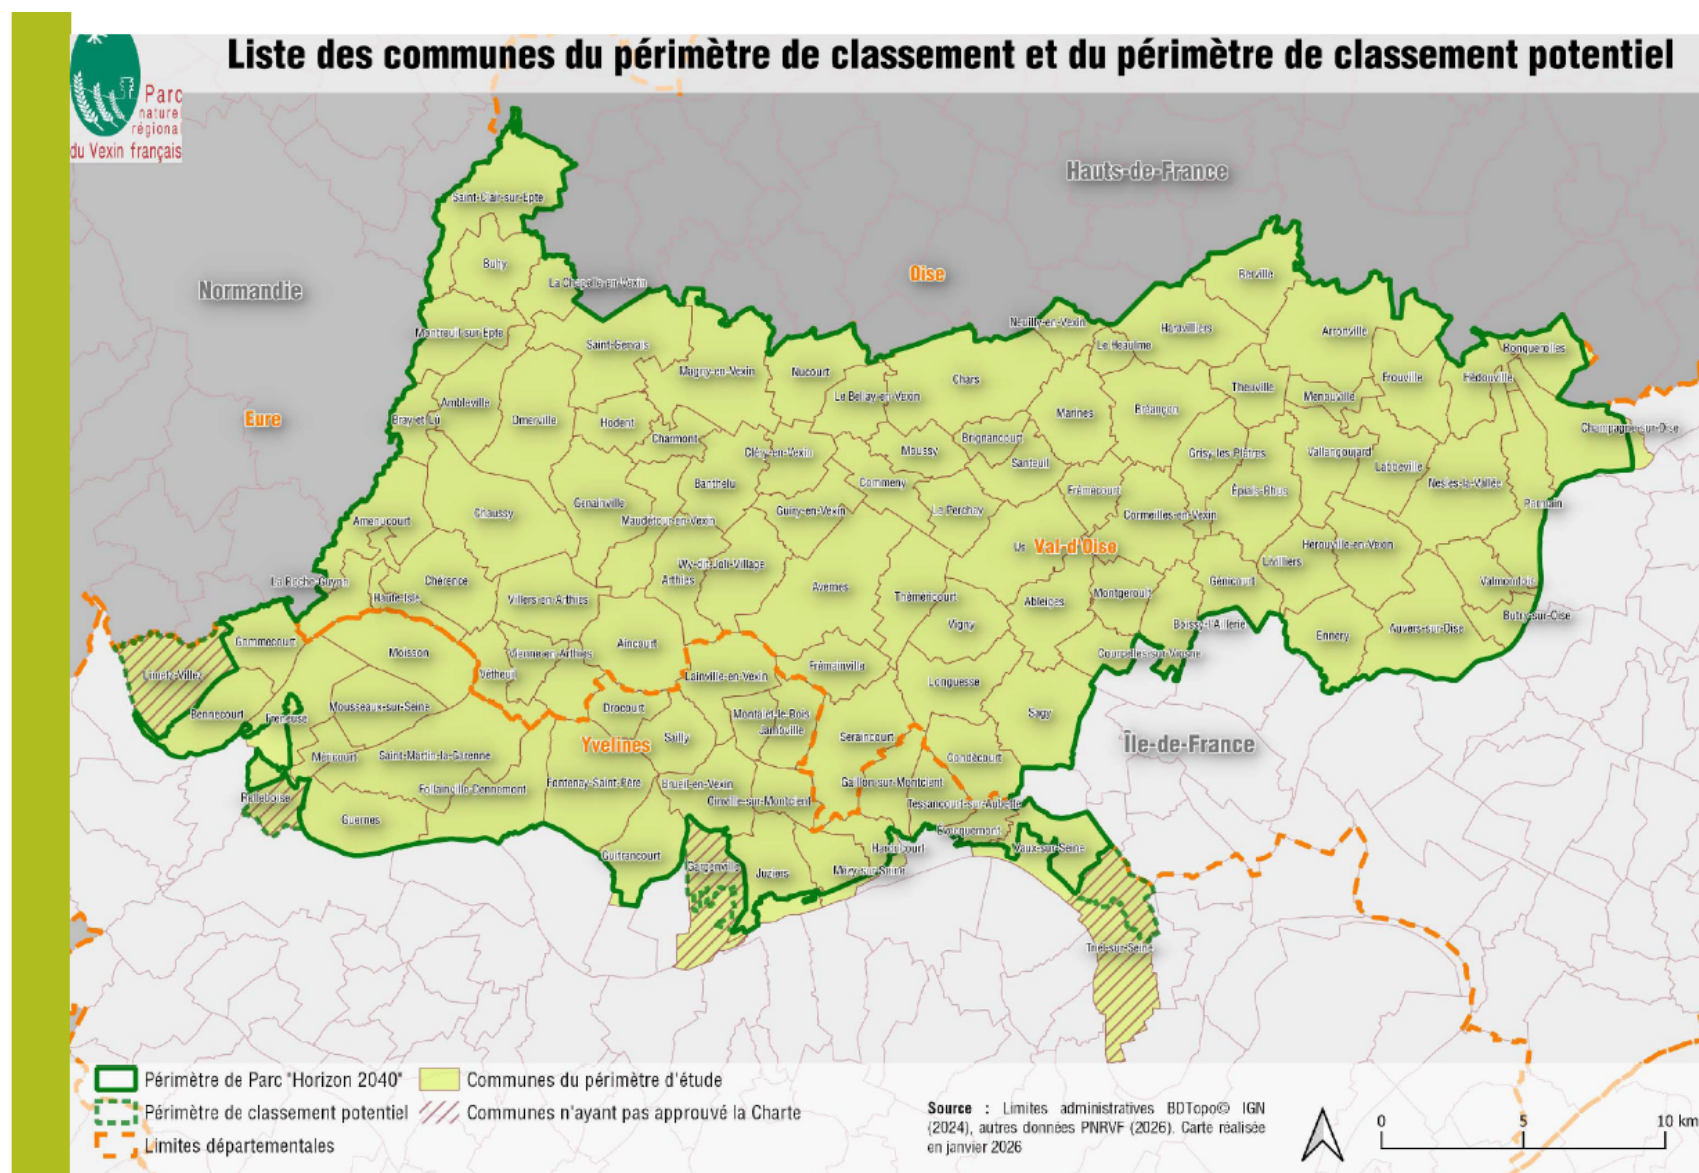 Liste des communes du périmètre de classement et du périmètre de classement potentiel
Parc
naturel
régional
du Vexin français
Hauts-de-France
Saint-Clair-sur-Epte
Buhy
La Chapelle-en-Vexin
Oise
Berville
Normandie
Montreuil-sur-Epte
Saint-Gervais
Neuilly-en-Vexin
Haravilliers
Le Heaulme
Arronville
Ronquerolles
Magny-en-Vexin
Nucourt
Chars
Le Bellay-en-Vexin
Theuville
Menouville
Frouville
Hédouville
Eure
Ambleville
Bray-et-Lû
Omerville
Hodent
Charmont
Marines
Bréançon
Champagne-sur-Oise
Cléry-en-Vexin
Moussy
Brignancourt
Santeuil
Grisy-les-Plâtres
Vallangoujard
Labbeville
Banthelu
Commeny
Frémécourt
Épiais-Rhus
Nesles-la-Vallée
Genainville
Chaussy
Maudétour-en-Vexin
Guiry-en-Vexin
Le Perchay
Cormeilles-en-Vexin
Parmain
Amenucourt
Us
Val-d'Oise
Hérouville-en-Vexin
Livilliers
Wy-dit-Joli-Village
Arthies
La Roche-Guyon
Chérence
Avernes
Génicourt
Valmondois
Haute-Isle
Villers-en-Arthies
Théméricourt
Ableiges
Montgeroult
Vigny
Boissy-l'Aillerie
Butry-sur-Oise
Gommecourt
Moisson
Aincourt
Ennery
Auvers-sur-Oise
Vienne-en-Arthies
Courcelles-sur-Viosne
Limetz-Villez
Vétheuil
Lainville-en-Vexin
Frémainville
Longuesse
Bennecourt
Freneuse
Mousseaux-sur-Seine
Drocourt
Montalet-le-Bois
Jambville
Sagy
Yvelines
Sailly
Seraincourt
Île-de-France
Méricourt
Saint-Martin-la-Garenne
Condécourt
Follainville-Dennemont
Fontenay-Saint-Père
Brueil-en-Vexin
Gaillon-sur-Montcient
Rolleboise
Oinville-sur-Montcient
Tessancourt-sur-Aubette
Guernes
Évecquemont
Guitrancourt
Hardricourt
Vaux-sur-Seine
Gargenville
Juziers
Mézy-sur-Seine
Triel-sur-Seine
Périmètre de Parc "Horizon 2040"
Communes du périmètre d'étude
Périmètre de classement potentiel
Communes n'ayant pas approuvé la Charte
Limites départementales
Source : Limites administratives BDTopo© IGN
(2024), autres données PNRVF (2026). Carte réalisée
en janvier 2026
0 5 10 km